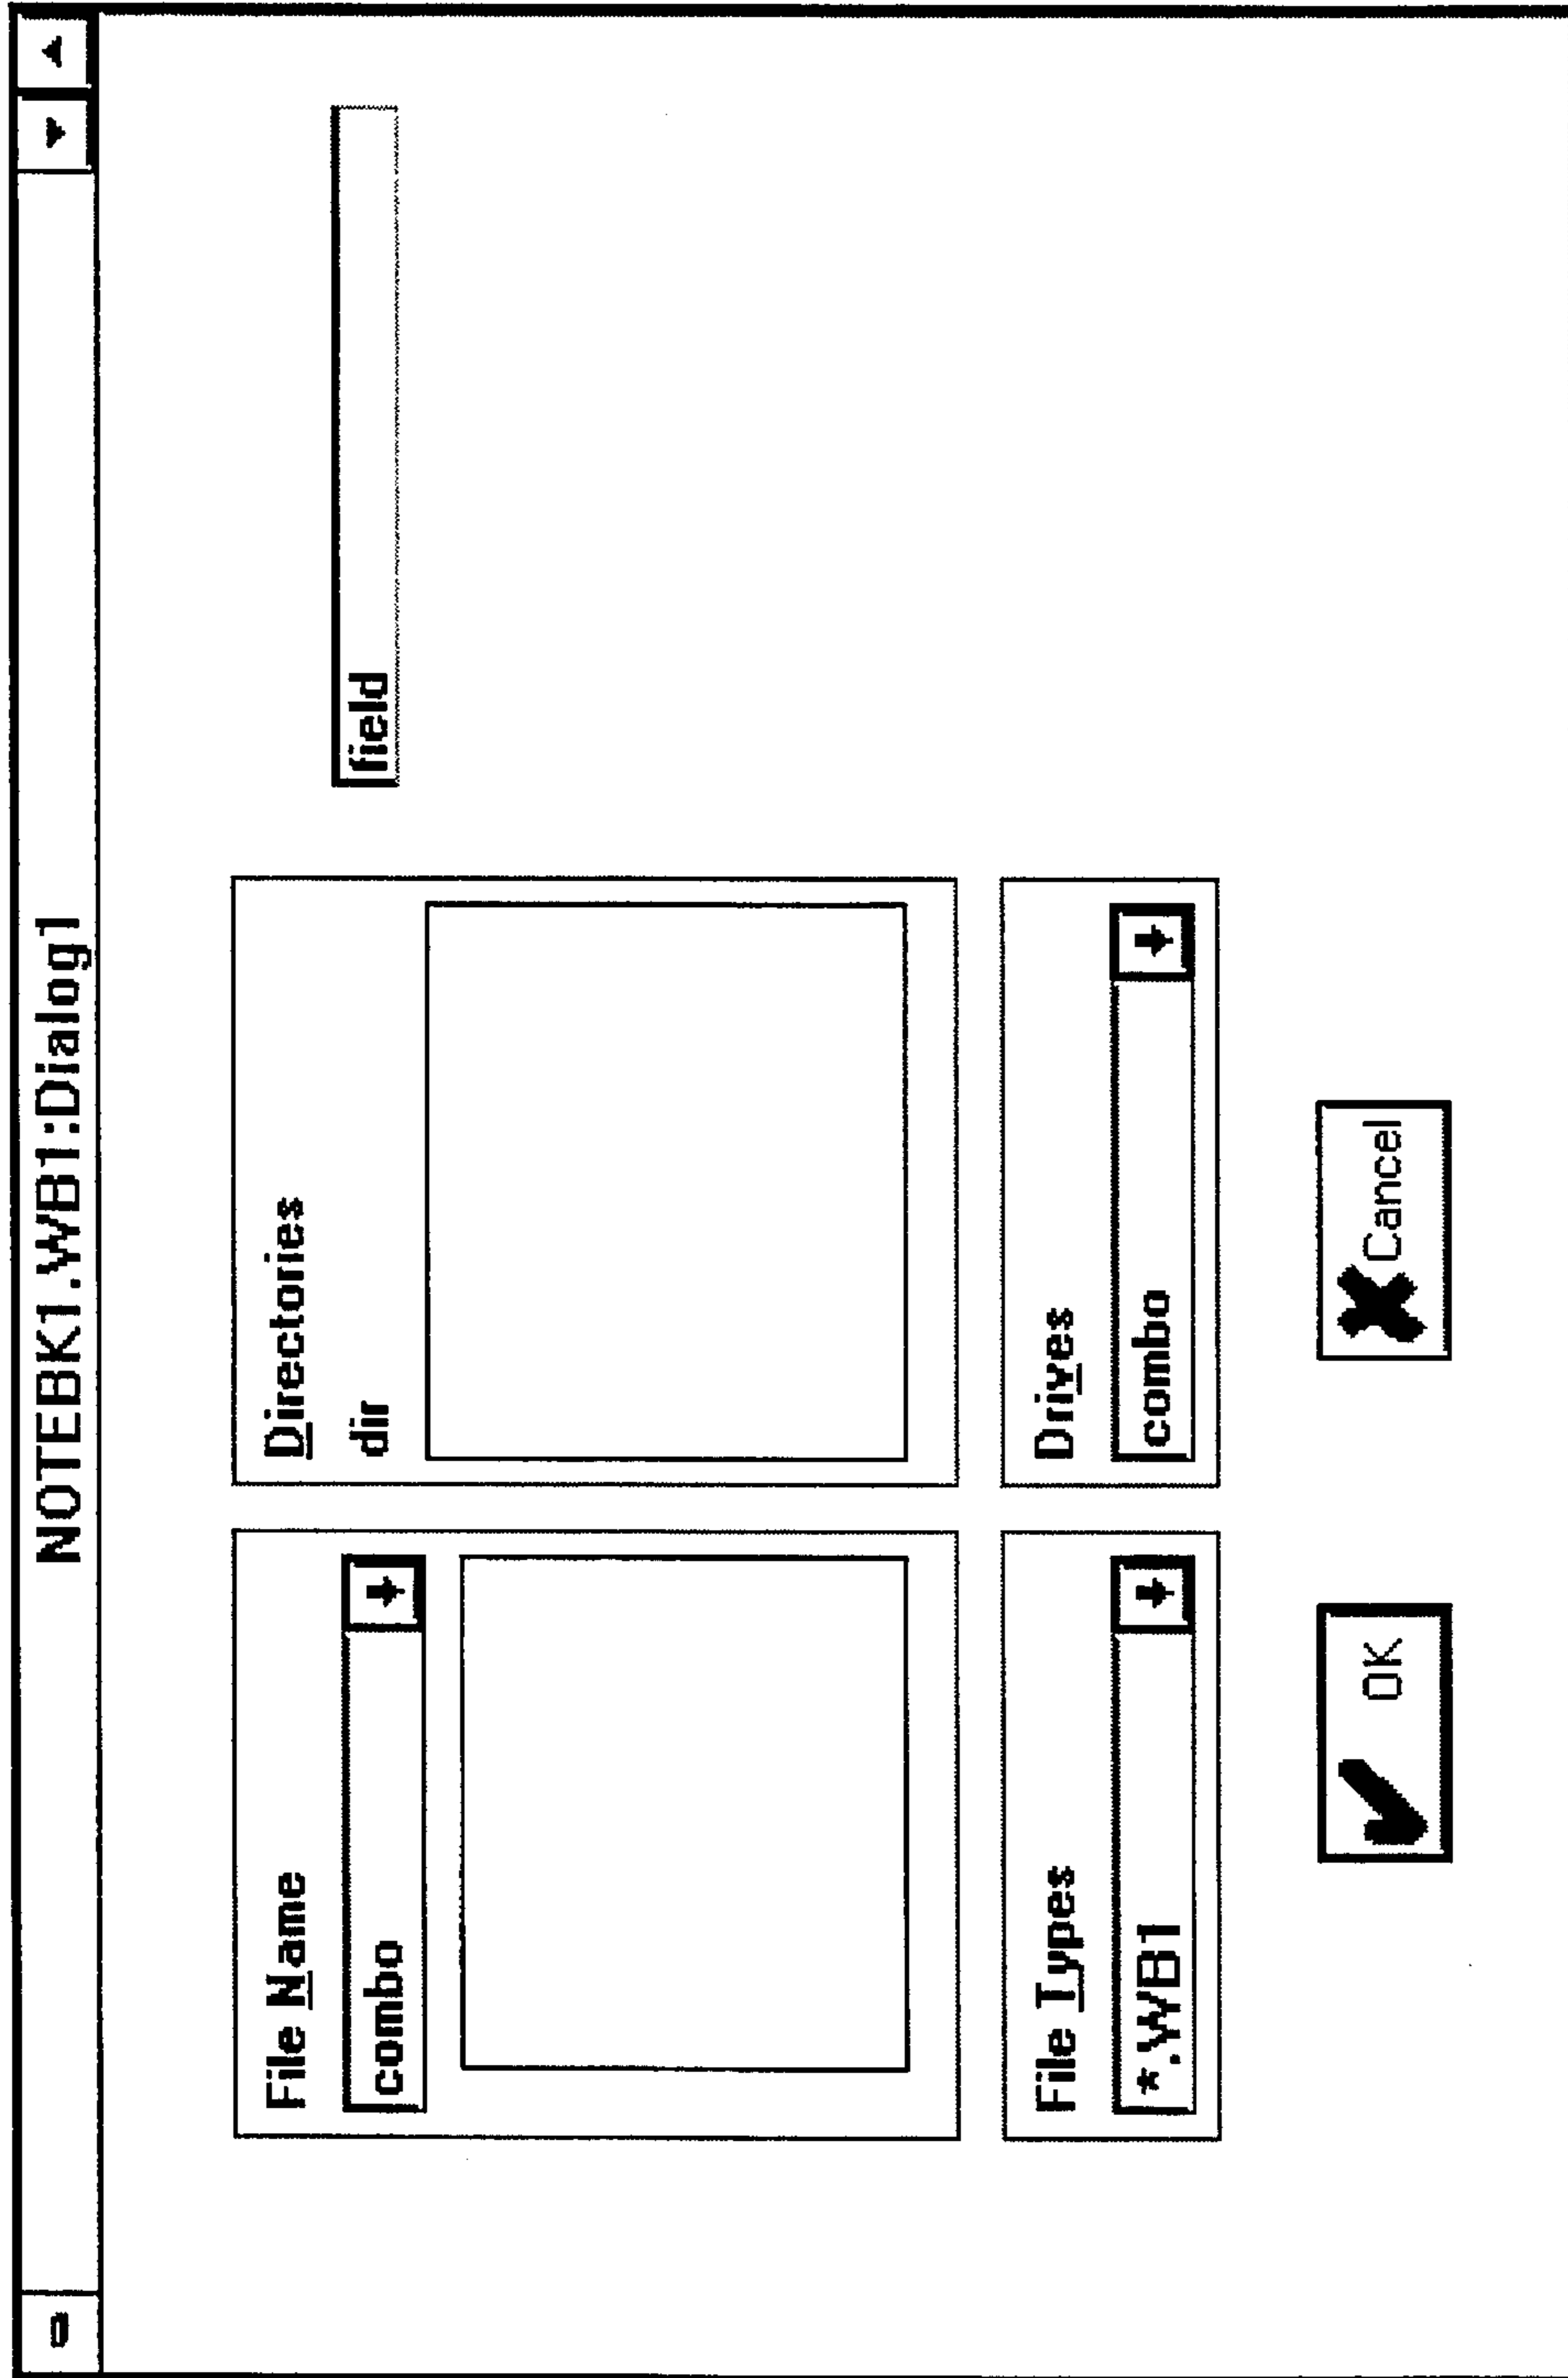 NOTEBK1.WB1:Dialog1
File Name
combo
Directories
dir
field
File Types
*.WB1
Drives
combo
OK
Cancel